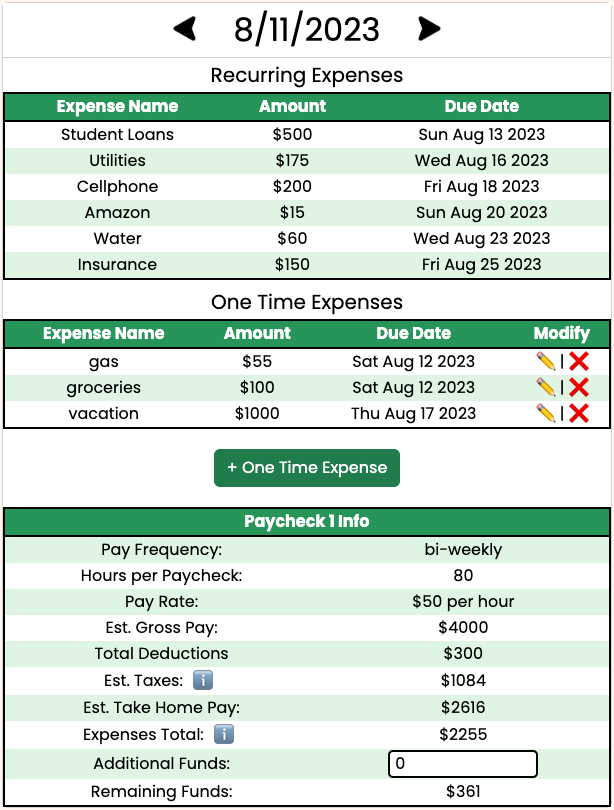 8/11/2023
Recurring Expenses
Expense Name Amount Due Date
Student Loans $500 Sun Aug 13 2023
Utilities $175 Wed Aug 16 2023
Cellphone $200 Fri Aug 18 2023
Amazon $15 Sun Aug 20 2023
Water $60 Wed Aug 23 2023
Insurance $150 Fri Aug 25 2023
One Time Expenses
Expense Name Amount Due Date Modify
gas $55 Sat Aug 12 2023 |
groceries $100 Sat Aug 12 2023 |
vacation $1000 Thu Aug 17 2023 |
+ One Time Expense
Paycheck 1 Info
Pay Frequency: bi-weekly
Hours per Paycheck: 80
Pay Rate: $50 per hour
Est. Gross Pay: $4000
Total Deductions $300
Est. Taxes: ℹ️ $1084
Est. Take Home Pay: $2616
Expenses Total: ℹ️ $2255
Additional Funds: 0
Remaining Funds: $361